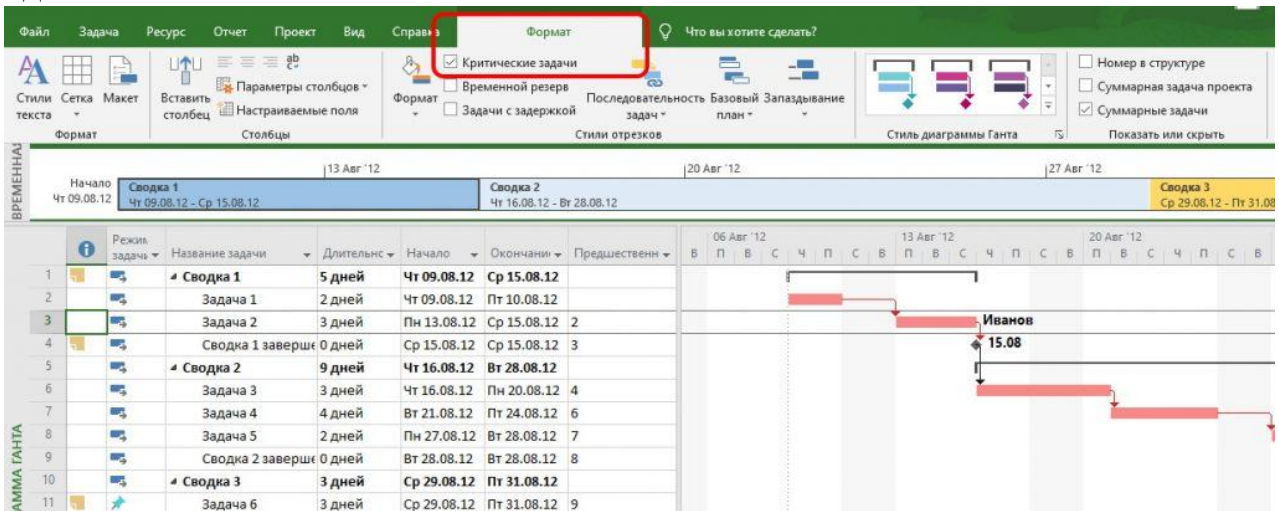 Файл Задача Ресурс Отчет Проект Вид Справка Формат Что вы хотите сделать?
Стили текста
Сетка
Макет
Формат
Вставить столбец
ab
Параметры столбцов
Настраиваемые поля
Столбцы
Формат
Критические задачи
Временной резерв
Задачи с задержкой
Последовательность задач
Базовый план
Запаздывание
Стили отрезков
Стиль диаграммы Ганта
Номер в структуре
Суммарная задача проекта
Суммарные задачи
Показать или скрыть
13 Авг '12 20 Авг '12 27 Авг '12
Начало
Чт 09.08.12
Сводка 1
Чт 09.08.12 - Ср 15.08.12
Сводка 2
Чт 16.08.12 - Вт 28.08.12
Сводка 3
Ср 29.08.12 - Пт 31.08
Режим задачи Название задачи Длительнс Начало Окончани Предшественн
06 Авг '12 13 Авг '12 20 Авг '12
В П В С Ч П С В П В С Ч П С В П В С Ч П С В
1 Сводка 1 5 дней Чт 09.08.12 Ср 15.08.12
2 Задача 1 2 дней Чт 09.08.12 Пт 10.08.12
3 Задача 2 3 дней Пн 13.08.12 Ср 15.08.12 2 Иванов
4 Сводка 1 заверше 0 дней Ср 15.08.12 Ср 15.08.12 3 15.08
5 Сводка 2 9 дней Чт 16.08.12 Вт 28.08.12
6 Задача 3 3 дней Чт 16.08.12 Пн 20.08.12 4
7 Задача 4 4 дней Вт 21.08.12 Пт 24.08.12 6
8 Задача 5 2 дней Пн 27.08.12 Вт 28.08.12 7
9 Сводка 2 заверше 0 дней Вт 28.08.12 Вт 28.08.12 8
10 Сводка 3 3 дней Ср 29.08.12 Пт 31.08.12
11 Задача 6 3 дней Ср 29.08.12 Пт 31.08.12 9
ВРЕМЕННА
АММА ГАНТА